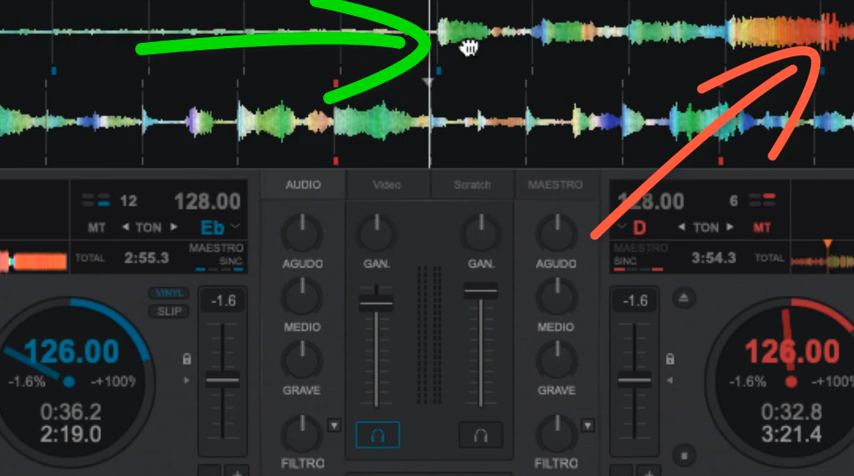 AUDIO Video Scratch MAESTRO
12 128.00
MT TON Eb
MAESTRO
SINC
TOTAL 2:55.3
128.00 6
D TON MT
MAESTRO
SINC
3:54.3 TOTAL
AGUDO GAN. GAN. AGUDO
MEDIO MEDIO
GRAVE GRAVE
FILTRO FILTRO
VINYL
SLIP
-1.6
126.00
-1.6% -+100%
0:36.2
2:19.0
-1.6
126.00
-1.6% -+100%
0:32.8
3:21.4